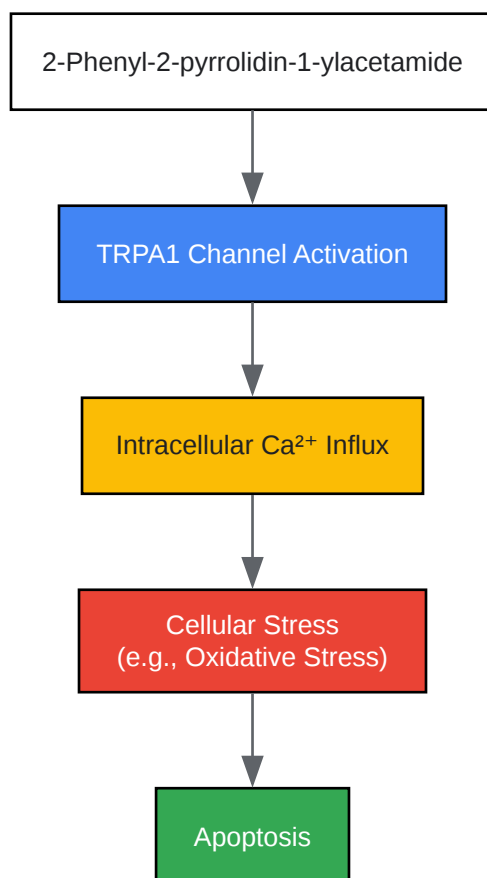 2-Phenyl-2-pyrrolidin-1-ylacetamide
TRPA1 Channel Activation
Intracellular Ca²⁺ Influx
Cellular Stress
(e.g., Oxidative Stress)
Apoptosis